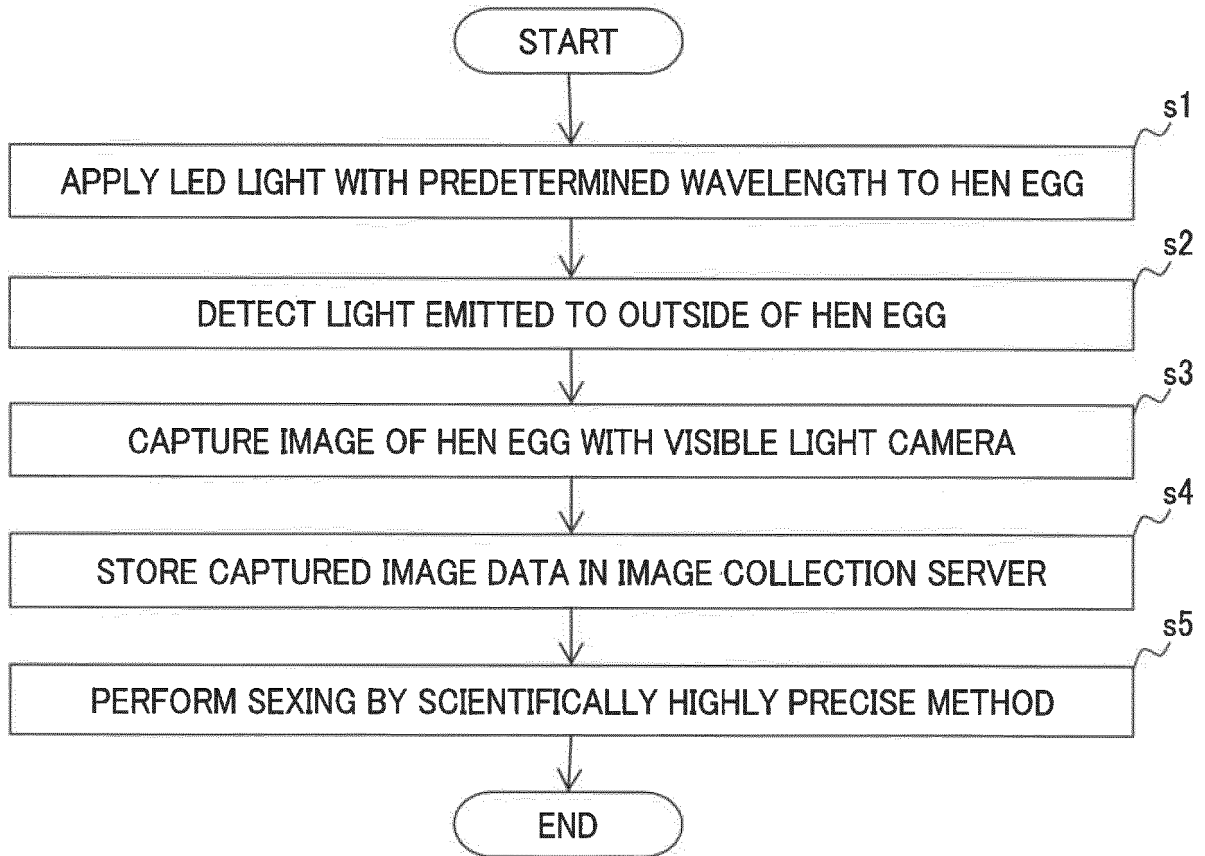 START
s1
APPLY LED LIGHT WITH PREDETERMINED WAVELENGTH TO HEN EGG
s2
DETECT LIGHT EMITTED TO OUTSIDE OF HEN EGG
s3
CAPTURE IMAGE OF HEN EGG WITH VISIBLE LIGHT CAMERA
s4
STORE CAPTURED IMAGE DATA IN IMAGE COLLECTION SERVER
s5
PERFORM SEXING BY SCIENTIFICALLY HIGHLY PRECISE METHOD
END